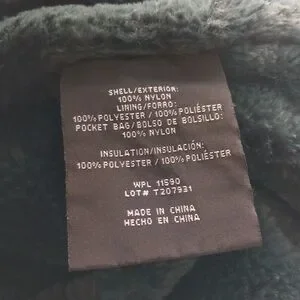 SHELL/EXTERIOR:
100% NYLON
LINING/FORRO:
100% POLYESTER / 100% POLIÉSTER
POCKET BAG/BOLSO DE BOLSILLO:
100% NYLON
INSULATION/INSULACIÓN:
100% POLYESTER / 100% POLIÉSTER
WPL 11590
LOT# T207931
MADE IN CHINA
HECHO EN CHINA